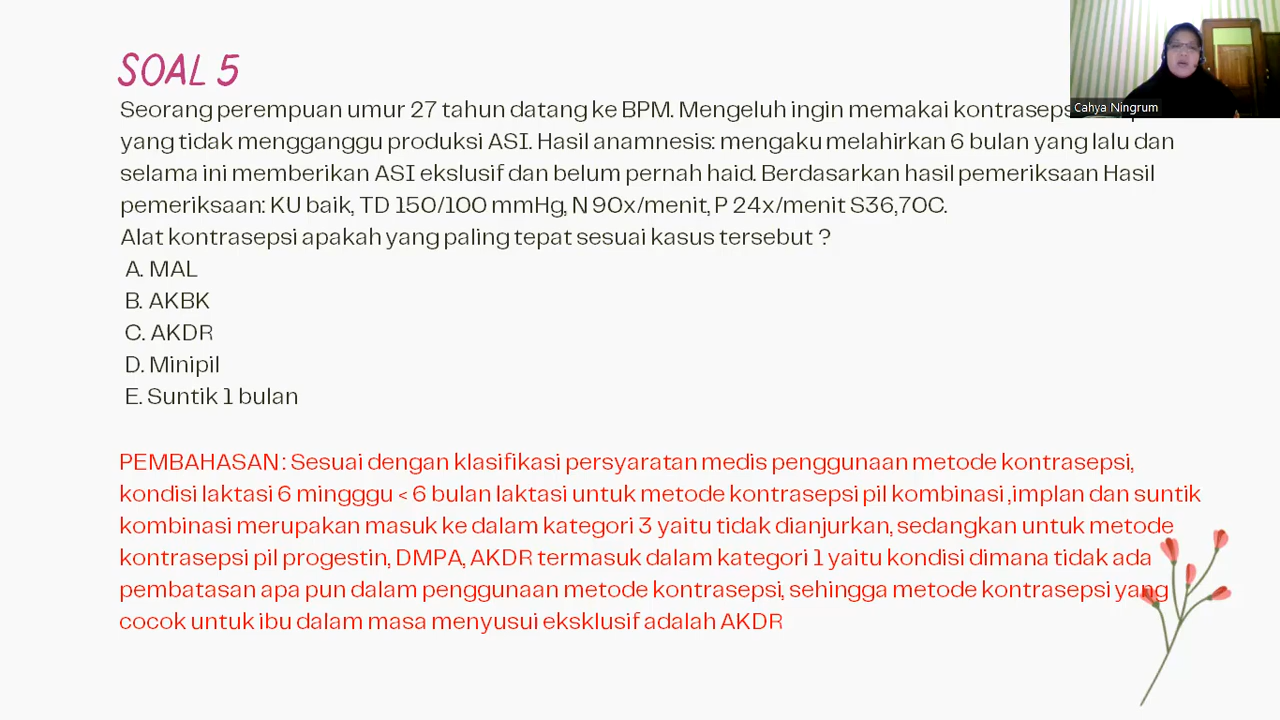 SOAL 5
Cahya Ningrum
Seorang perempuan umur 27 tahun datang ke BPM. Mengeluh ingin memakai
yang tidak mengganggu produksi ASI. Hasil anamnesis: mengaku melahirkan 6 bulan yang lalu dan
selama ini memberikan ASI ekslusif dan belum pernah haid. Berdasarkan hasil pemeriksaan Hasil
pemeriksaan: KU baik, TD 150/100 mmHg, N 90x/menit, P 24x/menit S36,70C.
Alat kontrasepsi apakah yang paling tepat sesuai kasus tersebut ?
A. MAL
B. AKBK
C. AKDR
D. Minipil
E. Suntik 1 bulan
PEMBAHASAN : Sesuai dengan klasifikasi persyaratan medis penggunaan metode kontrasepsi,
kondisi laktasi 6 mingggu < 6 bulan laktasi untuk metode kontrasepsi pil kombinasi ,implan dan suntik
kombinasi merupakan masuk ke dalam kategori 3 yaitu tidak dianjurkan, sedangkan untuk metode
kontrasepsi pil progestin, DMPA, AKDR termasuk dalam kategori 1 yaitu kondisi dimana tidak ada
pembatasan apa pun dalam penggunaan metode kontrasepsi, sehingga metode kontrasepsi yang
cocok untuk ibu dalam masa menyusui eksklusif adalah AKDR